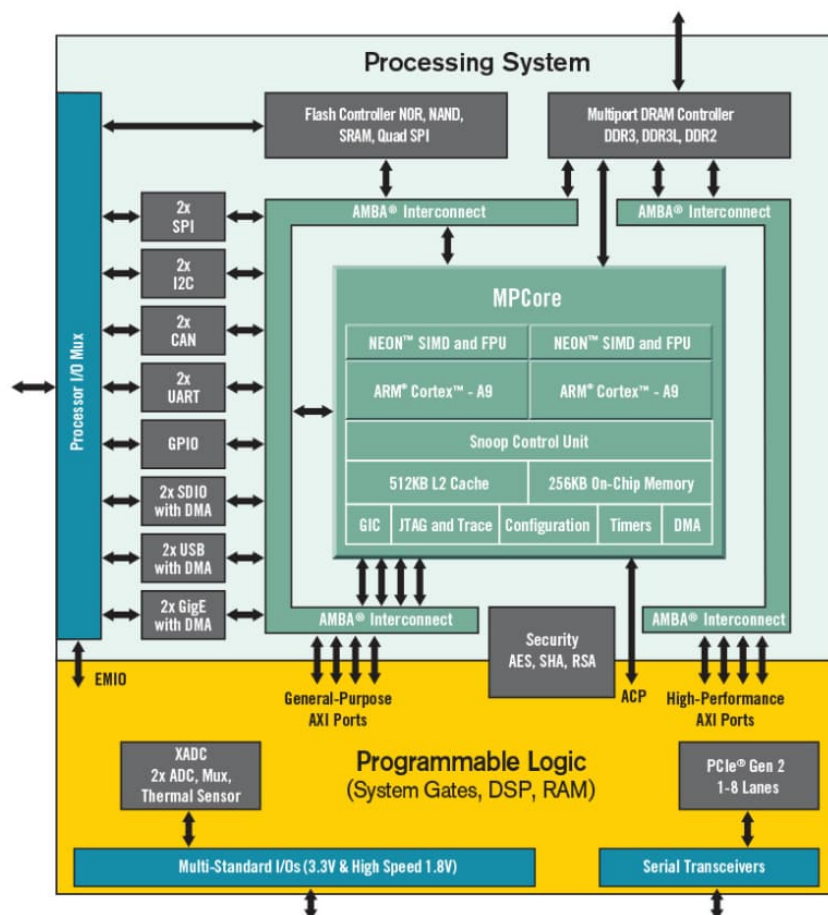 Processing System
Flash Controller NOR, NAND,
SRAM, Quad SPI
Multiport DRAM Controller
DDR3, DDR3L, DDR2
Processor I/O Mux
2x
SPI
2x
I2C
2x
CAN
2x
UART
GPIO
2x SDIO
with DMA
2x USB
with DMA
2x GigE
with DMA
AMBA® Interconnect
AMBA® Interconnect
MPCore
NEON™ SIMD and FPU
NEON™ SIMD and FPU
ARM® Cortex™ - A9
ARM® Cortex™ - A9
Snoop Control Unit
512KB L2 Cache
256KB On-Chip Memory
GIC
JTAG and Trace
Configuration
Timers
DMA
AMBA® Interconnect
AMBA® Interconnect
Security
AES, SHA, RSA
EMIO
General-Purpose
AXI Ports
ACP
High-Performance
AXI Ports
Programmable Logic
(System Gates, DSP, RAM)
XADC
2x ADC, Mux,
Thermal Sensor
PCIe® Gen 2
1-8 Lanes
Multi-Standard I/Os (3.3V & High Speed 1.8V)
Serial Transceivers